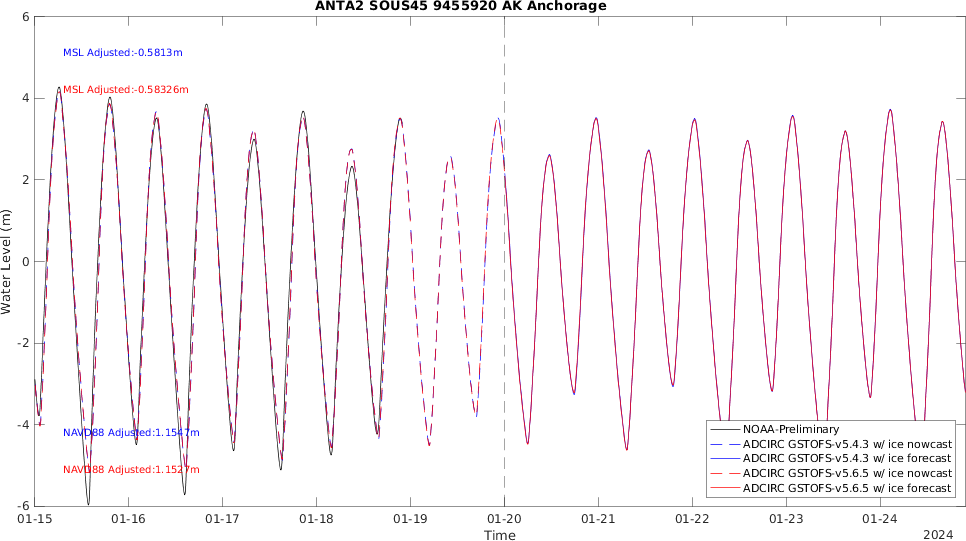 ANTA2 SOUS45 9455920 AK Anchorage
6
MSL Adjusted:-0.5813m
MSL Adjusted:-0.58326m
4
2
0
Water Level (m)
-2
-4
NAVD88 Adjusted:1.1547m
NAVD88 Adjusted:1.1527m
-6
NOAA-Preliminary
ADCIRC GSTOFS-v5.4.3 w/ ice nowcast
ADCIRC GSTOFS-v5.4.3 w/ ice forecast
ADCIRC GSTOFS-v5.6.5 w/ ice nowcast
ADCIRC GSTOFS-v5.6.5 w/ ice forecast
01-15 01-16 01-17 01-18 01-19 01-20 01-21 01-22 01-23 01-24
Time
2024